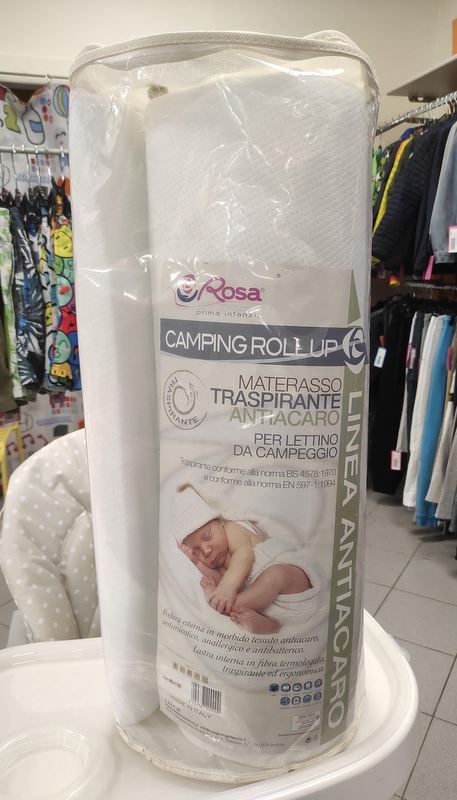 Rosa®
prima infanzia
CAMPING ROLL UP
MATERASSO
TRASPIRANTE
ANTIACARO
TRASPIRANTE
PER LETTINO
DA CAMPEGGIO
Traspirante conforme alla norma BS 4578:1970
e conforme alla norma EN 597-1:1994
LINEA ANTIACARO
Fodera esterna in morbido tessuto antiacaro,
antimicotico, anallergico e antibatterico.
Lastra interna in fibra termolegata,
traspirante ed ergonomica.
MADE IN ITALY